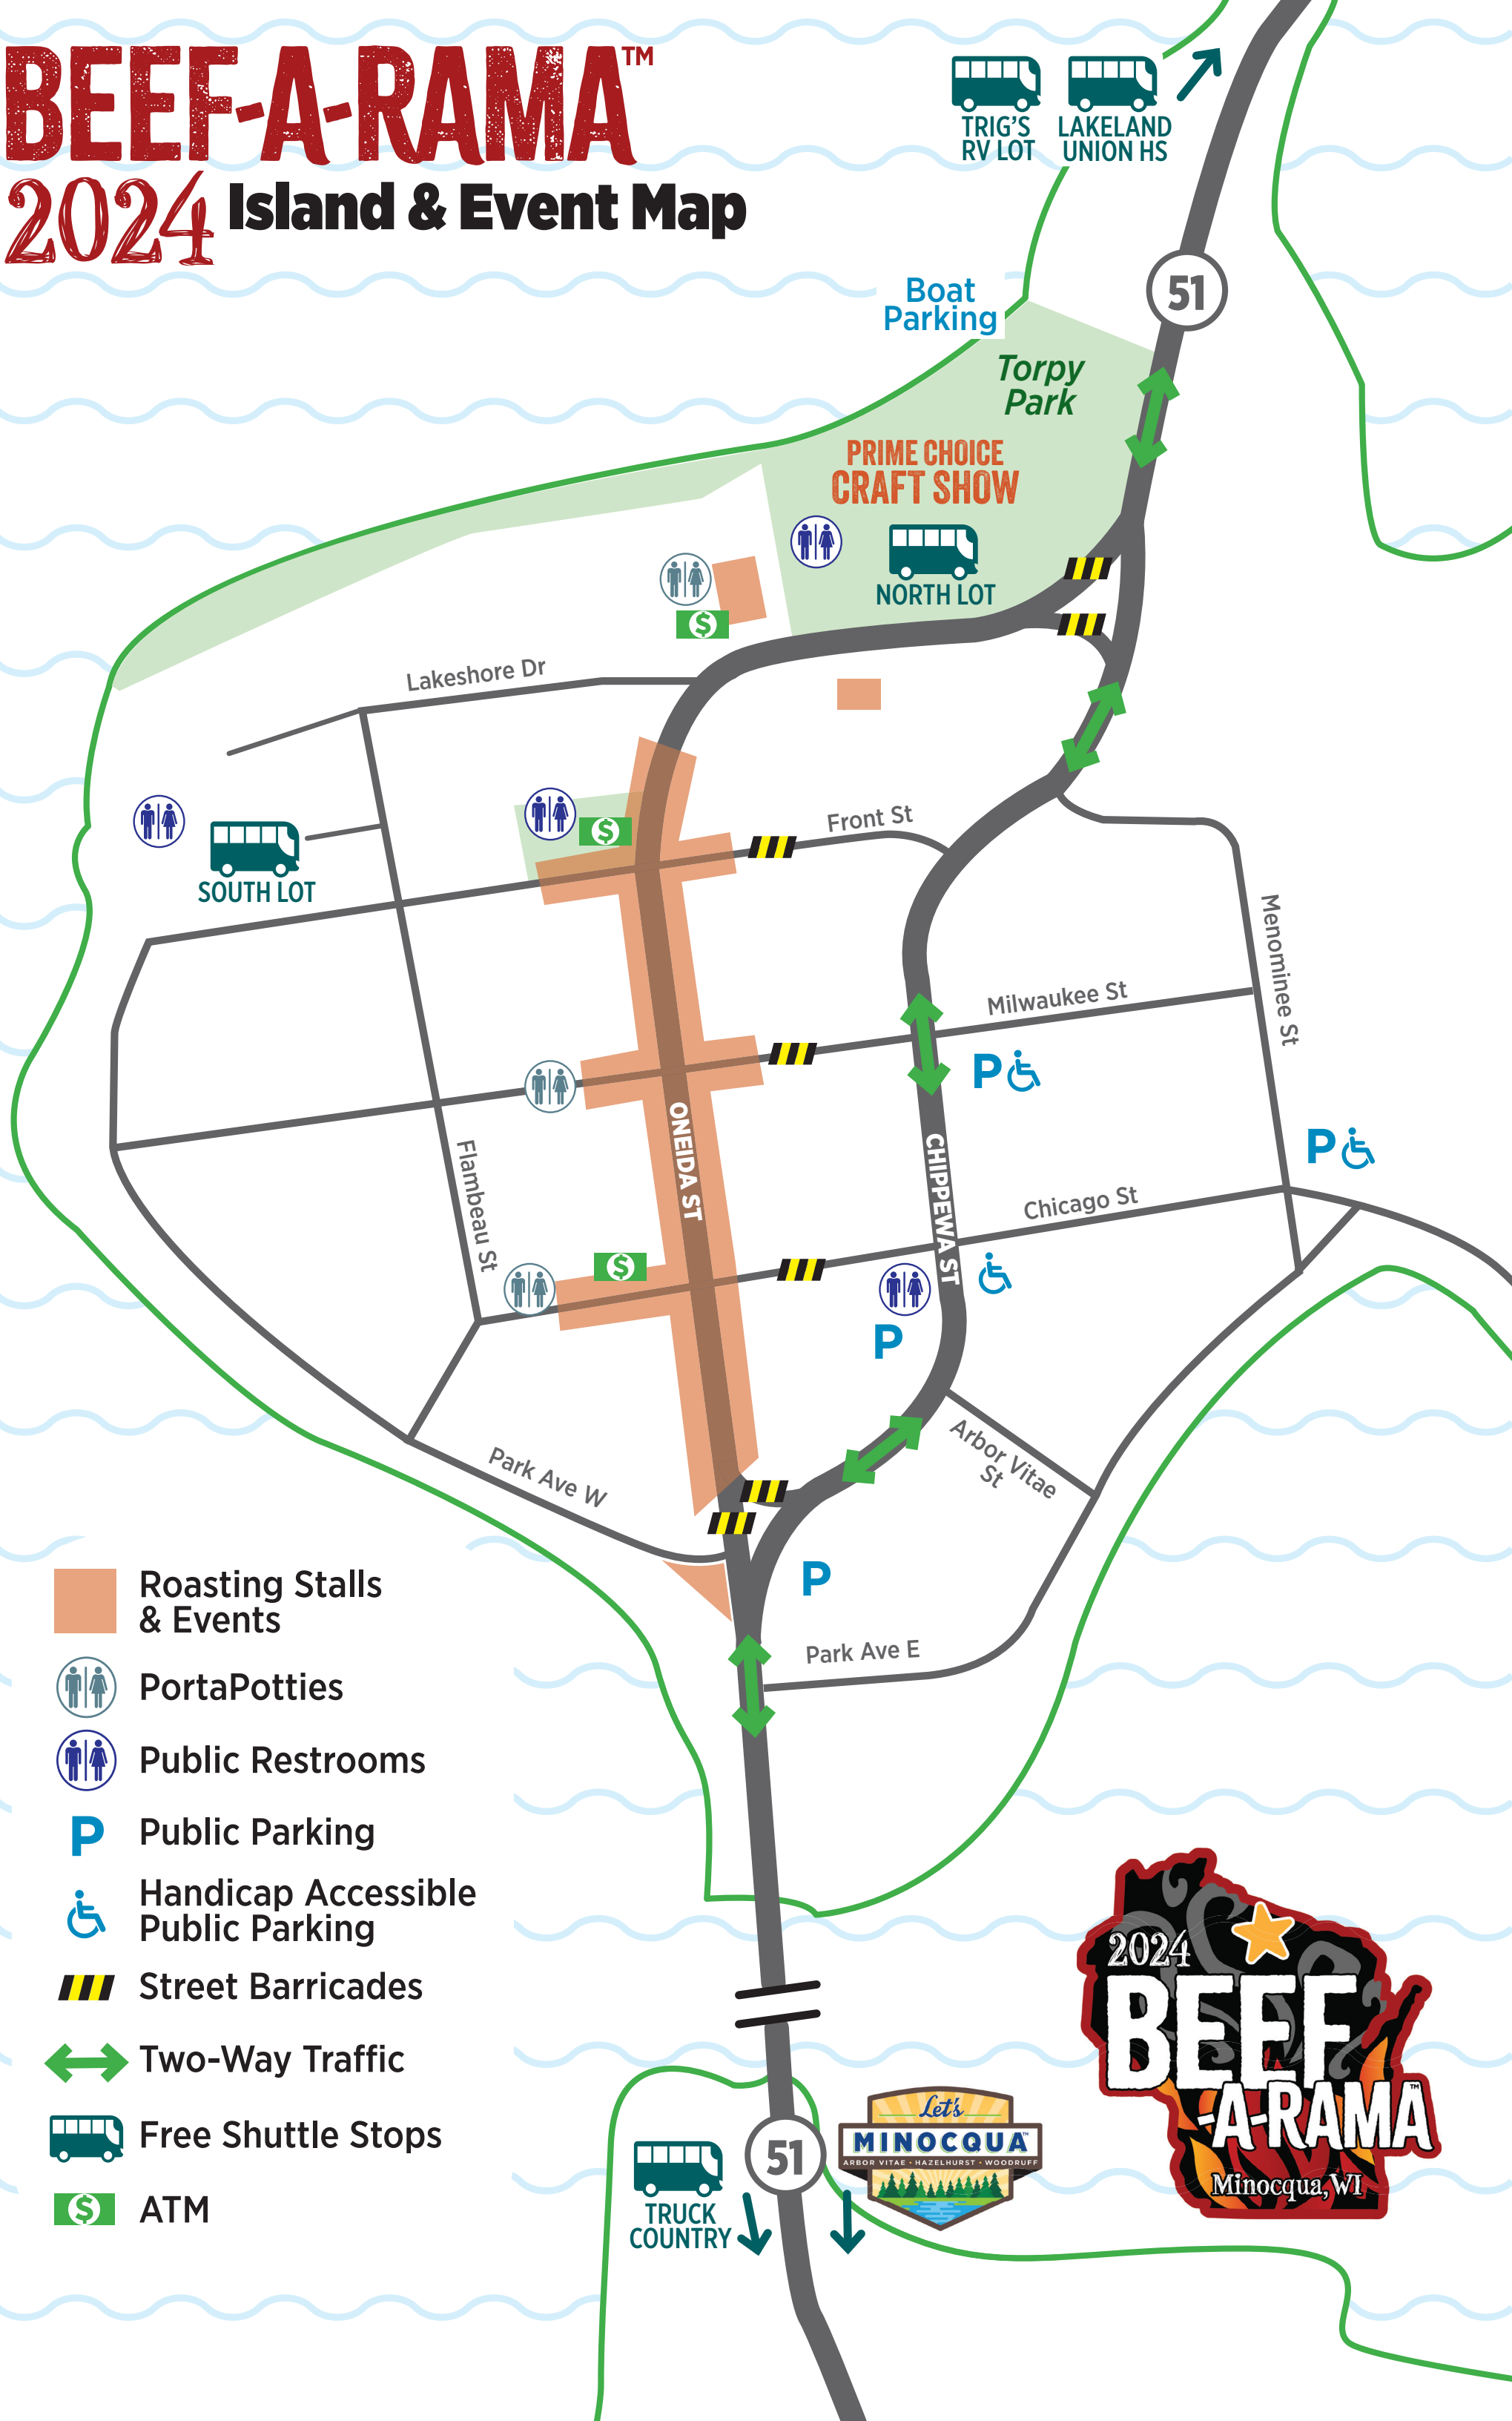 BEEF-A-RAMA™
2024 Island & Event Map
TRIG'S
RV LOT
LAKELAND
UNION HS
51
Boat
Parking
Torpy
Park
PRIME CHOICE
CRAFT SHOW
NORTH LOT
$
Lakeshore Dr
Front St
$
SOUTH LOT
Menominee St
Milwaukee St
P
ONEIDA ST
CHIPPEWA ST
Flambeau St
P
Chicago St
$
P
Arbor Vitae
St
Park Ave W
P
Park Ave E
Roasting Stalls
& Events
PortaPotties
Public Restrooms
P Public Parking
Handicap Accessible
Public Parking
Street Barricades
Two-Way Traffic
Free Shuttle Stops
$ ATM
51
TRUCK
COUNTRY
Let's
MINOCQUA™
ARBOR VITAE • HAZELHURST • WOODRUFF
2024
BEEF
-A-RAMA™
Minocqua, WI